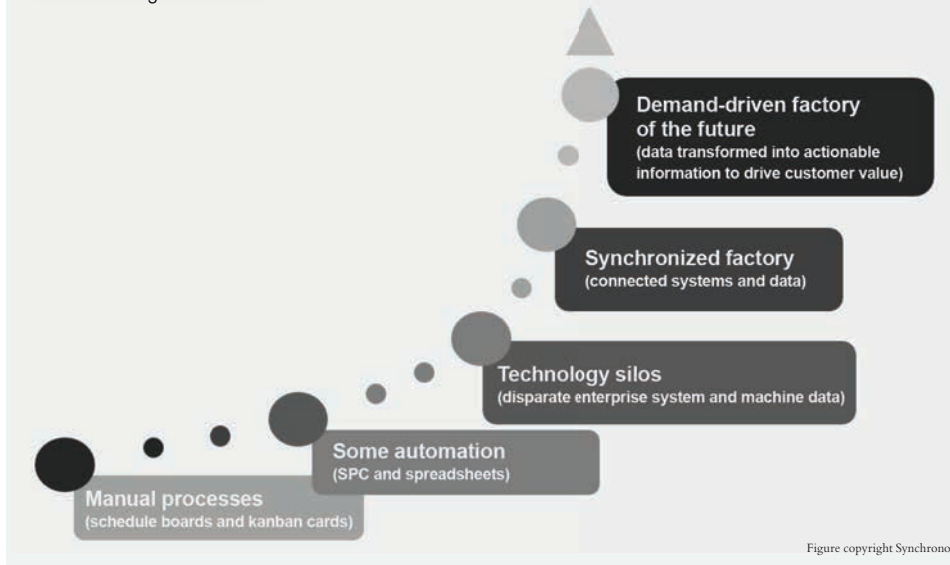 Demand-driven factory
of the future
(data transformed into actionable
information to drive customer value)
Synchronized factory
(connected systems and data)
Technology silos
(disparate enterprise system and machine data)
Some automation
(SPC and spreadsheets)
Manual processes
(schedule boards and kanban cards)
Figure copyright Synchrono